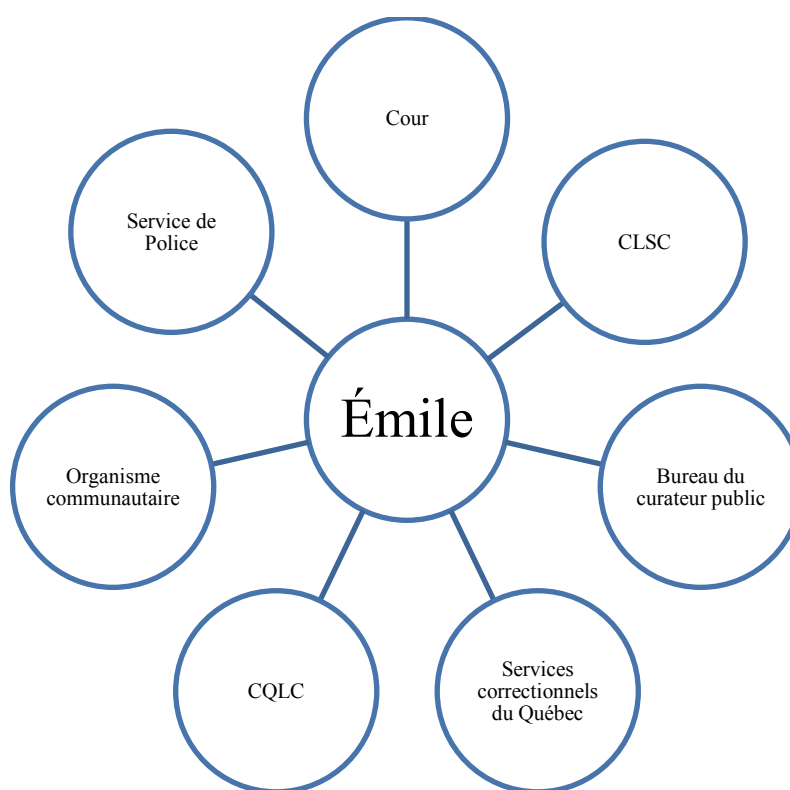 Cour
Service de
Police
CLSC
Émile
Organisme
communautaire
Bureau du
curateur public
CQLC
Services
correctionnels
du Québec